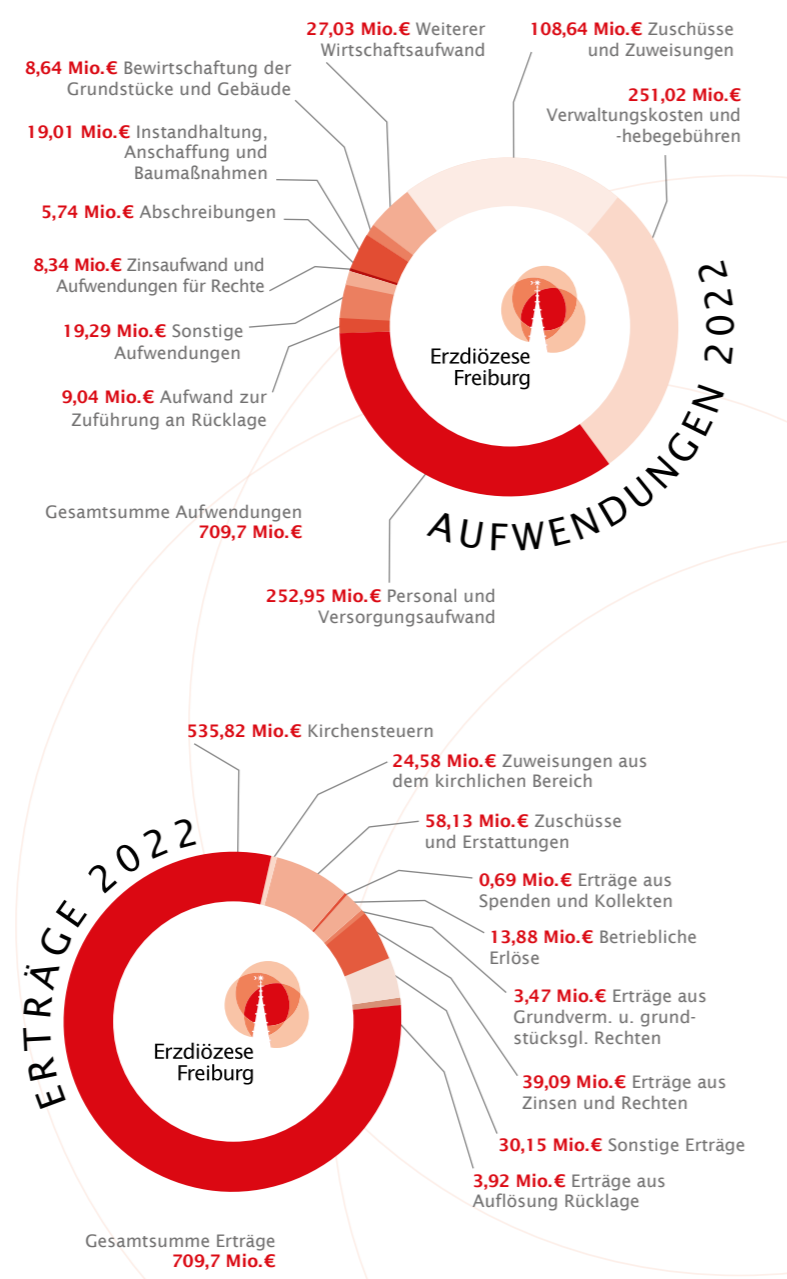 27,03 Mio.€ Weiterer
Wirtschaftsaufwand
108,64 Mio.€ Zuschüsse
und Zuweisungen
8,64 Mio.€ Bewirtschaftung der
Grundstücke und Gebäude
251,02 Mio.€
Verwaltungskosten und
-hebegebühren
19,01 Mio.€ Instandhaltung,
Anschaffung und
Baumaßnahmen
5,74 Mio.€ Abschreibungen
8,34 Mio.€ Zinsaufwand und
Aufwendungen für Rechte
19,29 Mio.€ Sonstige
Aufwendungen
9,04 Mio.€ Aufwand zur
Zuführung an Rücklage
Erzdiözese
Freiburg
AUFWENDUNGEN 2022
Gesamtsumme Aufwendungen
709,7 Mio.€
252,95 Mio.€ Personal und
Versorgungsaufwand
535,82 Mio.€ Kirchensteuern
24,58 Mio.€ Zuweisungen aus
dem kirchlichen Bereich
58,13 Mio.€ Zuschüsse
und Erstattungen
0,69 Mio.€ Erträge aus
Spenden und Kollekten
13,88 Mio.€ Betriebliche
Erlöse
3,47 Mio.€ Erträge aus
Grundverm. u. grund-
stücksgl. Rechten
39,09 Mio.€ Erträge aus
Zinsen und Rechten
30,15 Mio.€ Sonstige Erträge
3,92 Mio.€ Erträge aus
Auflösung Rücklage
ERTRÄGE 2022
Erzdiözese
Freiburg
Gesamtsumme Erträge
709,7 Mio.€